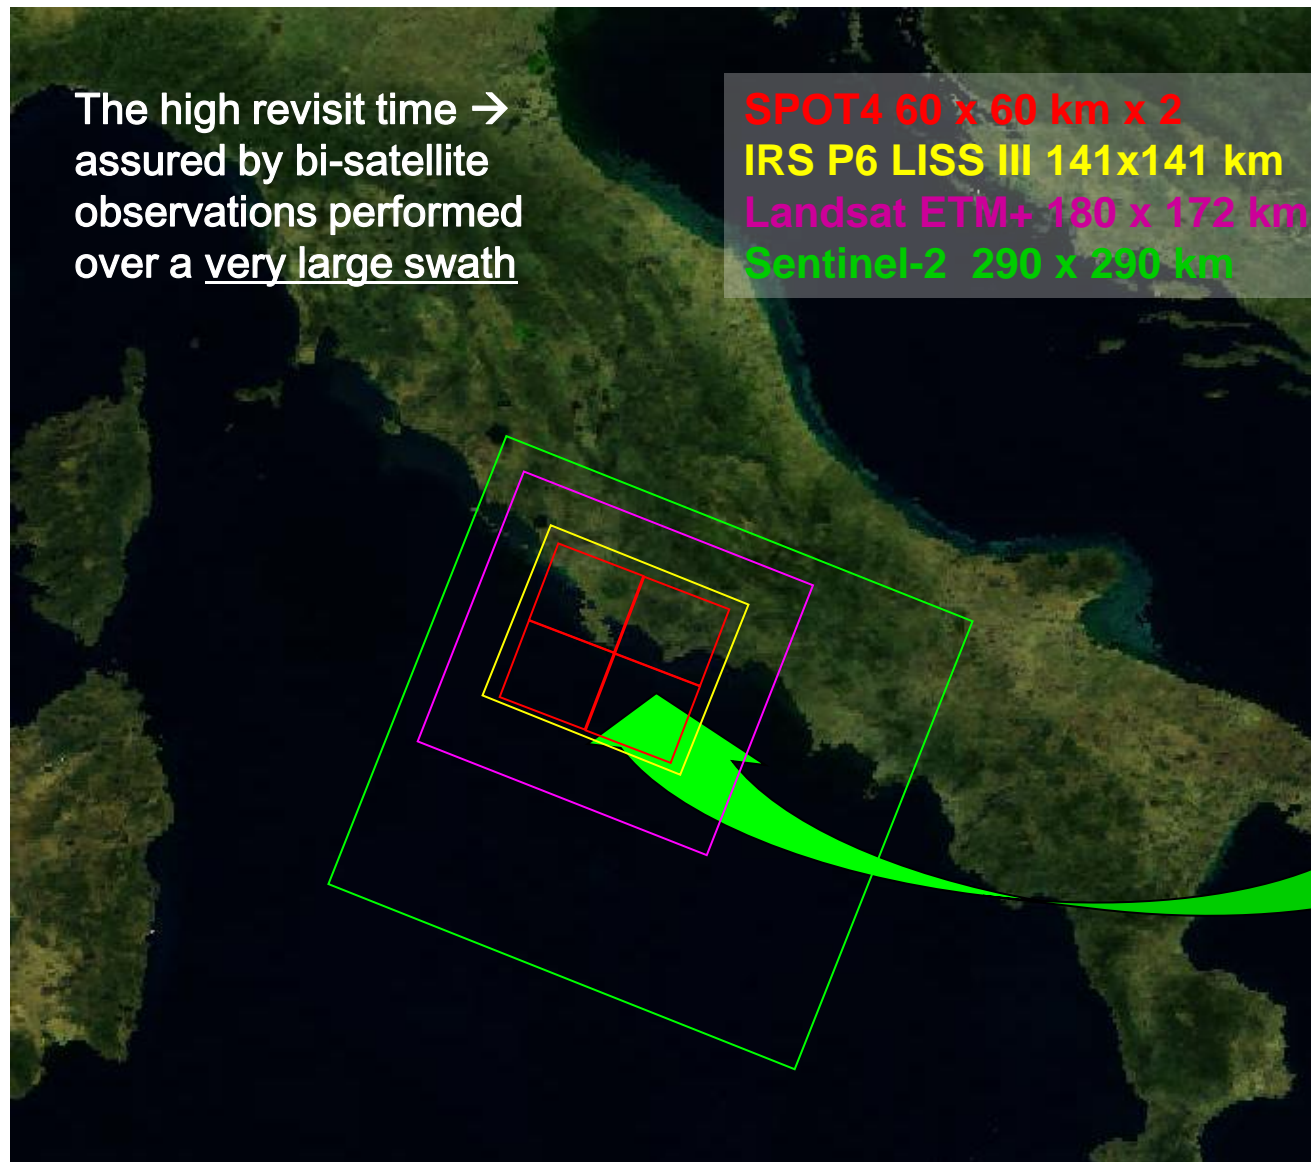 The high revisit time →
assured by bi-satellite
observations performed
over a very large swath
SPOT4 60 x 60 km x 2
IRS P6 LISS III 141x141 km
Landsat ETM+ 180 x 172 km
Sentinel-2  290 x 290 km